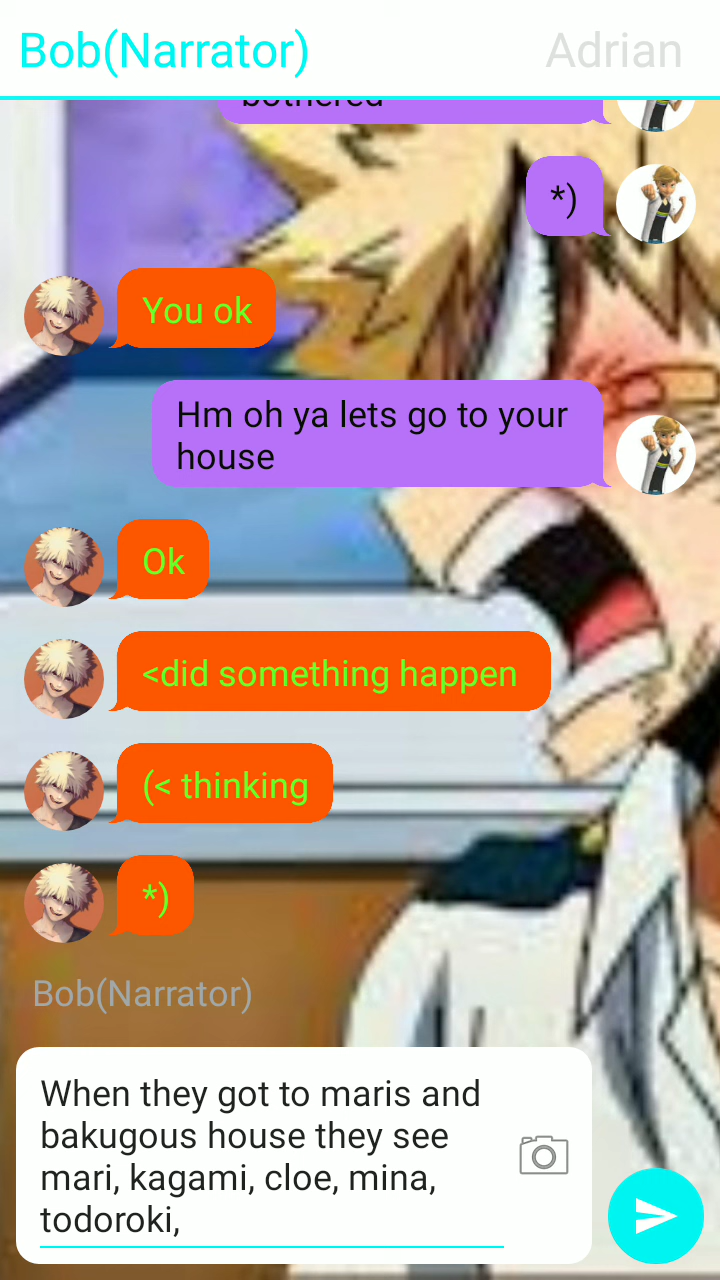 Bob(Narrator) Adrian
bothered
*)
You ok
Hm oh ya lets go to your
house
Ok
<did something happen
(< thinking
*)
Bob(Narrator)
When they got to maris and
bakugous house they see
mari, kagami, cloe, mina,
todoroki,